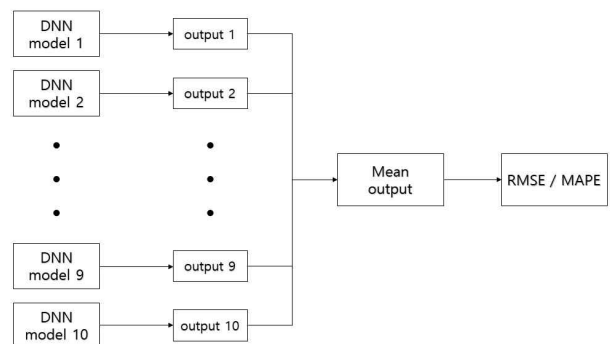 DNN
model 1
output 1
DNN
model 2
output 2
Mean
output
RMSE / MAPE
DNN
model 9
output 9
DNN
model 10
output 10